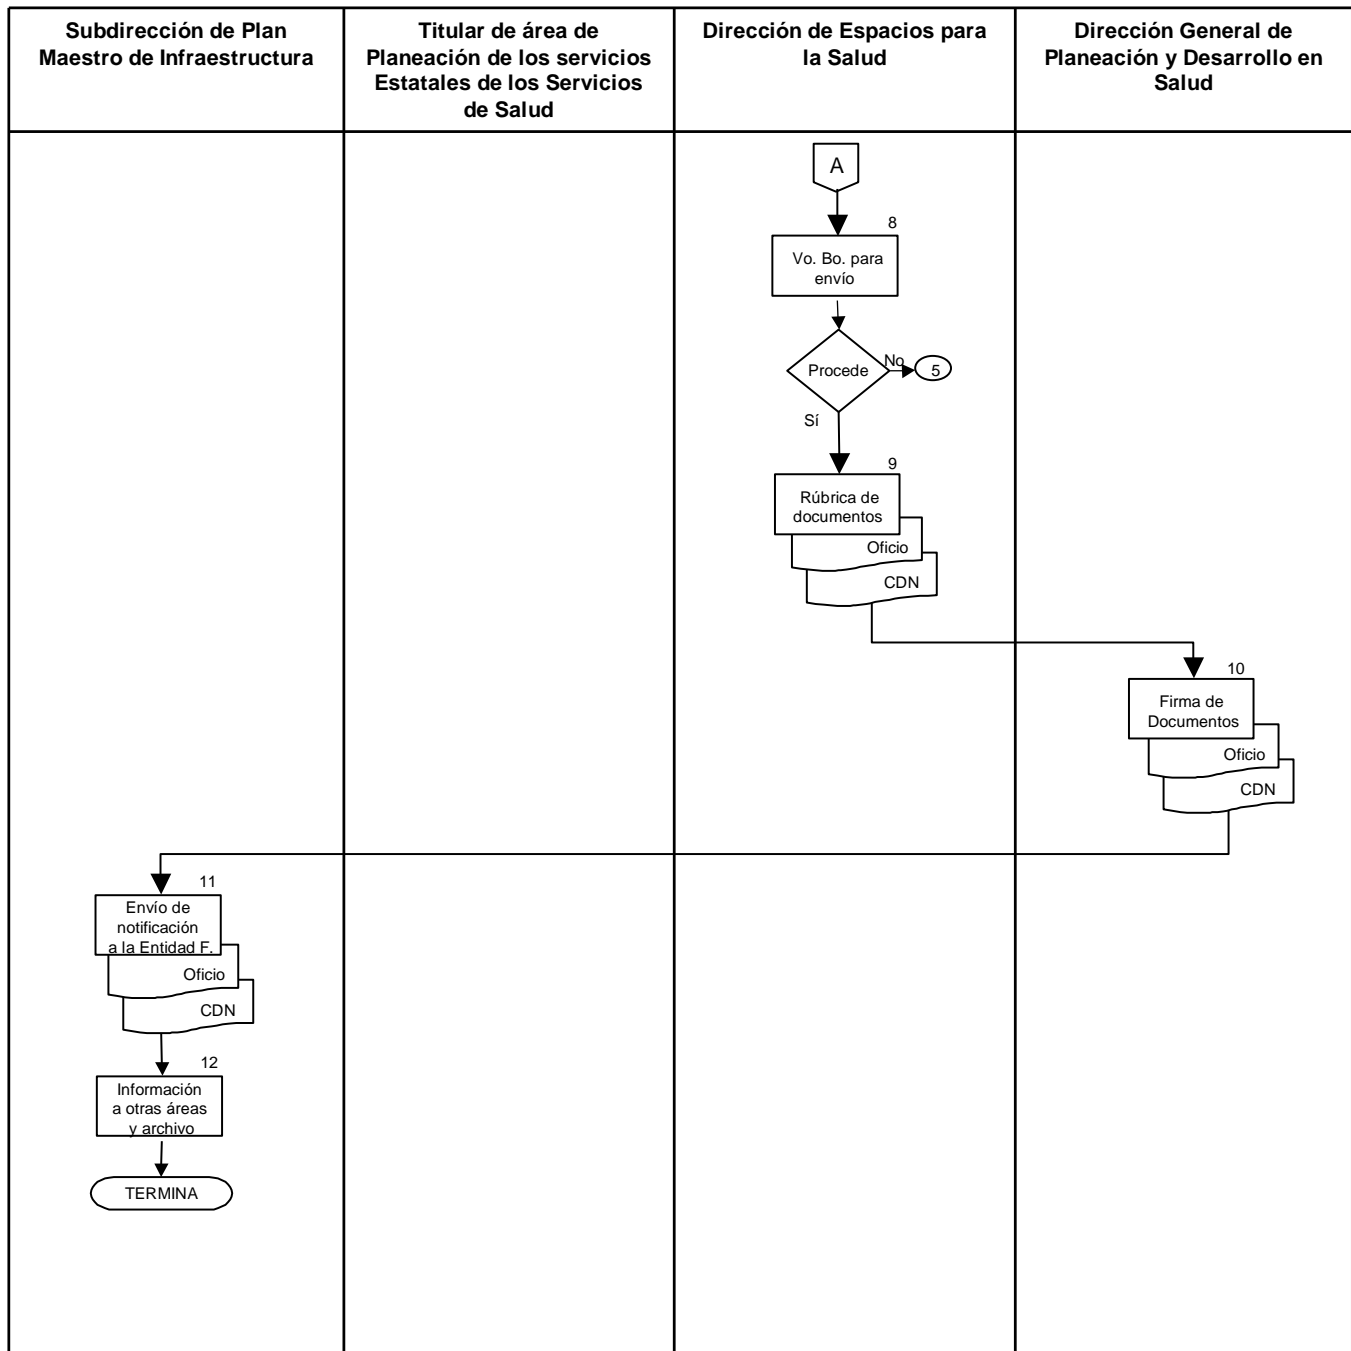 Subdirección de Plan
Maestro de Infraestructura
Titular de área de
Planeación de los servicios
Estatales de los Servicios
de Salud
Dirección de Espacios para
la Salud
Dirección General de
Planeación y Desarrollo en
Salud
A
8
Vo. Bo. para
envío
Procede
No
5
Sí
9
Rúbrica de
documentos
Oficio
CDN
10
Firma de
Documentos
Oficio
CDN
11
Envío de
notificación
a la Entidad F.
Oficio
CDN
12
Información
a otras áreas
y archivo
TERMINA